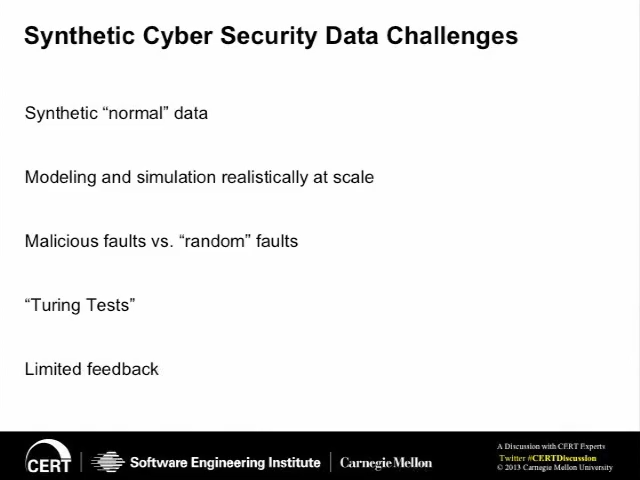 Synthetic Cyber Security Data Challenges
Synthetic “normal” data
Modeling and simulation realistically at scale
Malicious faults vs. “random” faults
“Turing Tests”
Limited feedback
CERT
Software Engineering Institute
Carnegie Mellon
A Discussion with CERT Experts
Twitter #CERTDiscussion
© 2013 Carnegie Mellon University